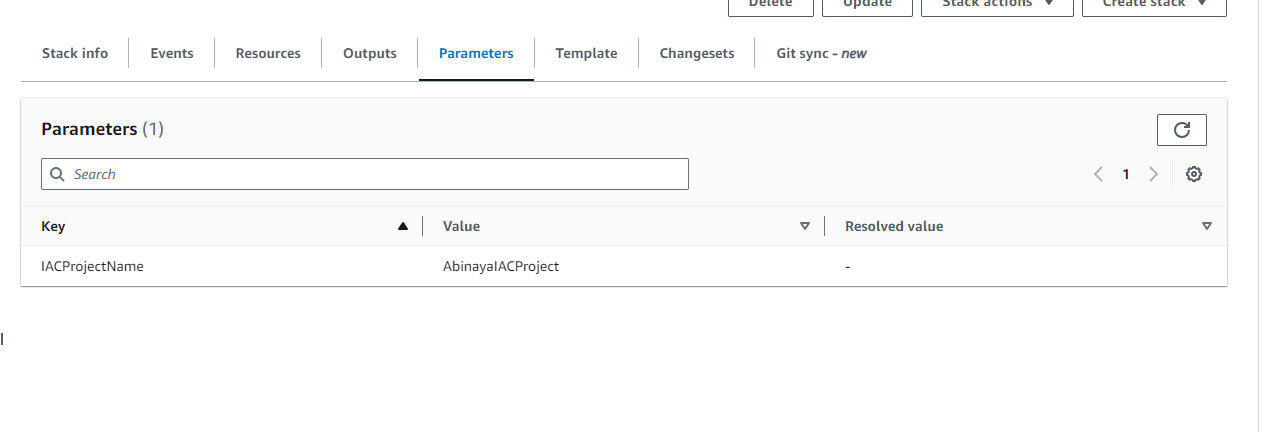 Delete Update Stack actions Create stack
Stack info Events Resources Outputs Parameters Template Changesets Git sync - new
Parameters (1)
Search
1
Key Value Resolved value
IACProjectName AbinayaIACProject -